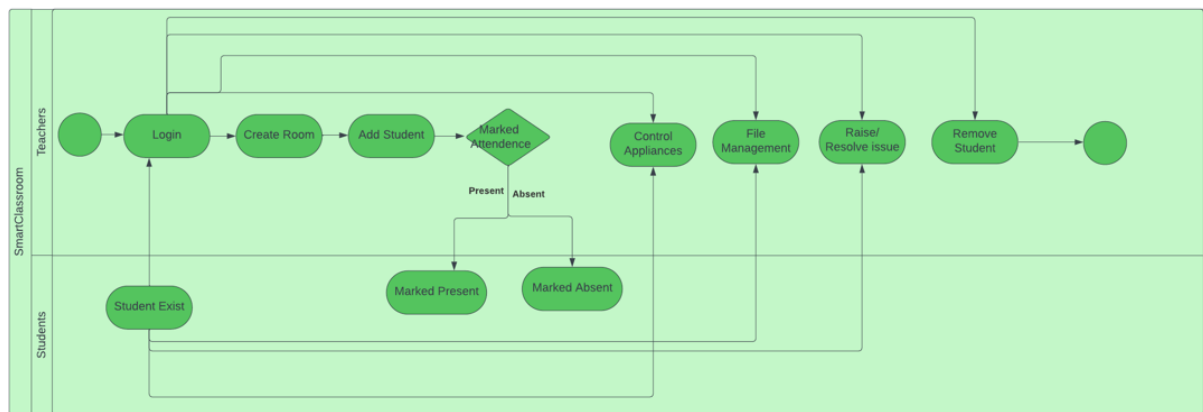 SmartClassroom
Teachers
Login
Create Room
Add Student
Marked
Attendence
Control
Appliances
File
Management
Raise/
Resolve issue
Remove
Student
Present
Absent
Students
Student Exist
Marked Present
Marked Absent